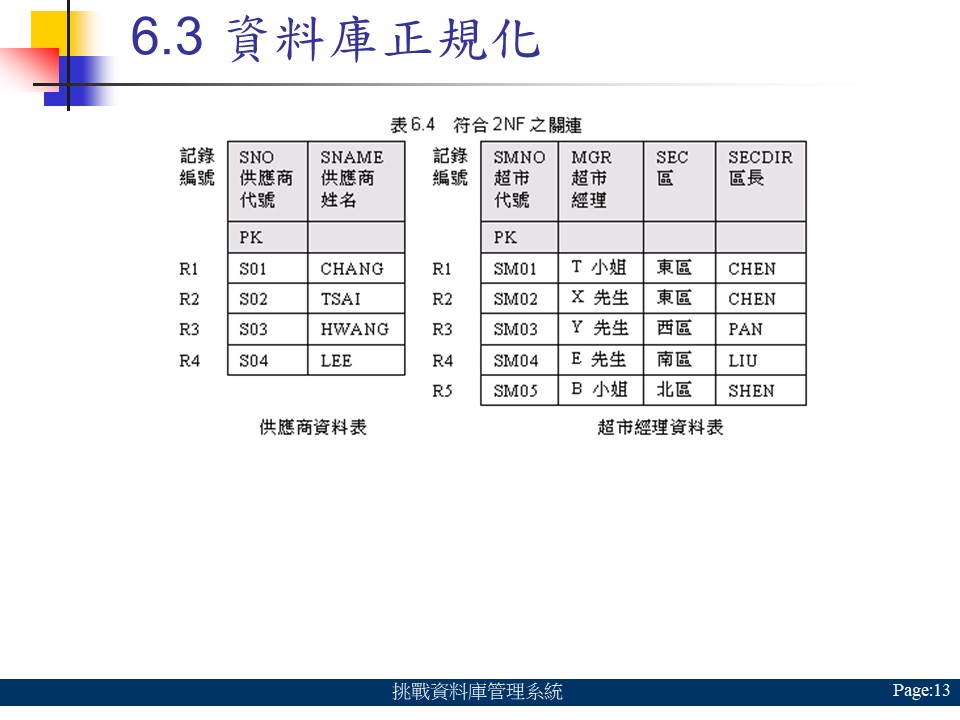 6.3 資料庫正規化
表6.4 符合2NF之關連
記錄 SNO SNAME 記錄 SMNO MGR SEC SECDIR
編號 供應商 供應商 編號 超市 超市 區 區長
代號 姓名 代號 經理
PK PK
R1 S01 CHANG R1 SM01 T 小姐 東區 CHEN
R2 S02 TSAI R2 SM02 X 先生 東區 CHEN
R3 S03 HWANG R3 SM03 Y 先生 西區 PAN
R4 S04 LEE R4 SM04 E 先生 南區 LIU
R5 SM05 B 小姐 北區 SHEN
供應商資料表 超市經理資料表
挑戰資料庫管理系統 Page:13